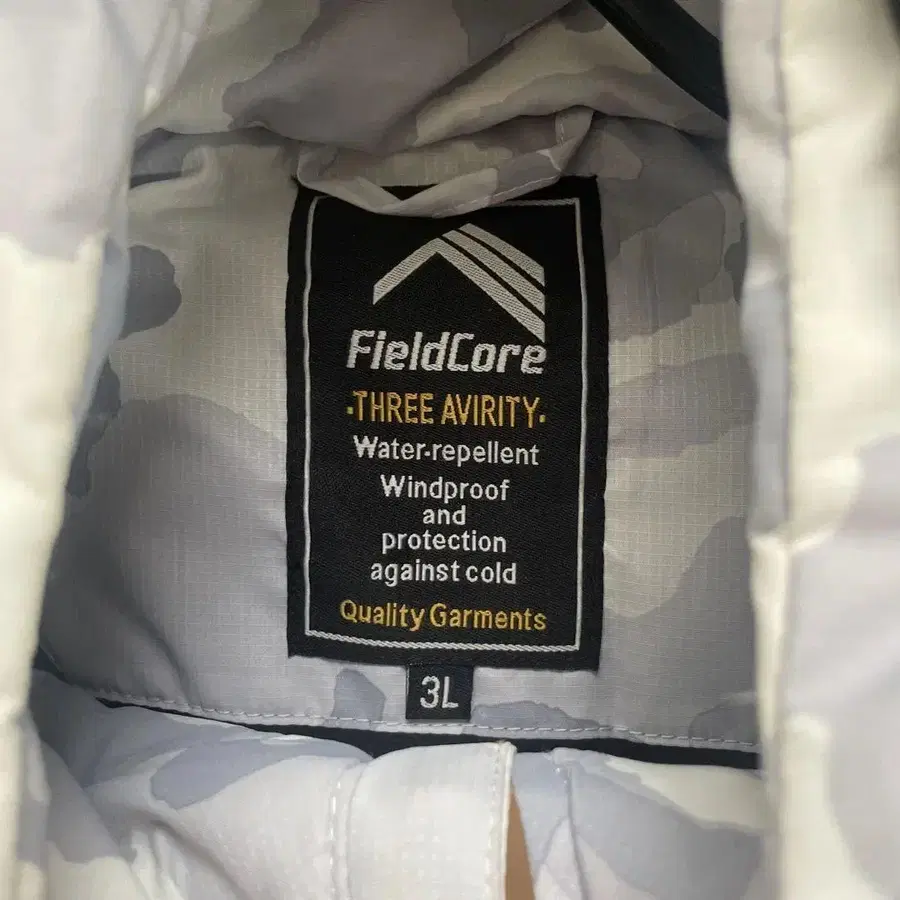 FieldCore
·THREE AVIRITY·
Water-repellent
Windproof
and
protection
against cold
Quality Garments
3L